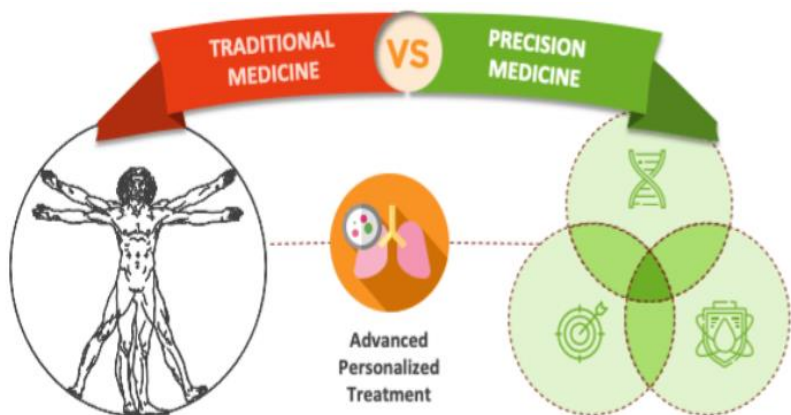 TRADITIONAL
MEDICINE
VS
PRECISION
MEDICINE
Advanced
Personalized
Treatment